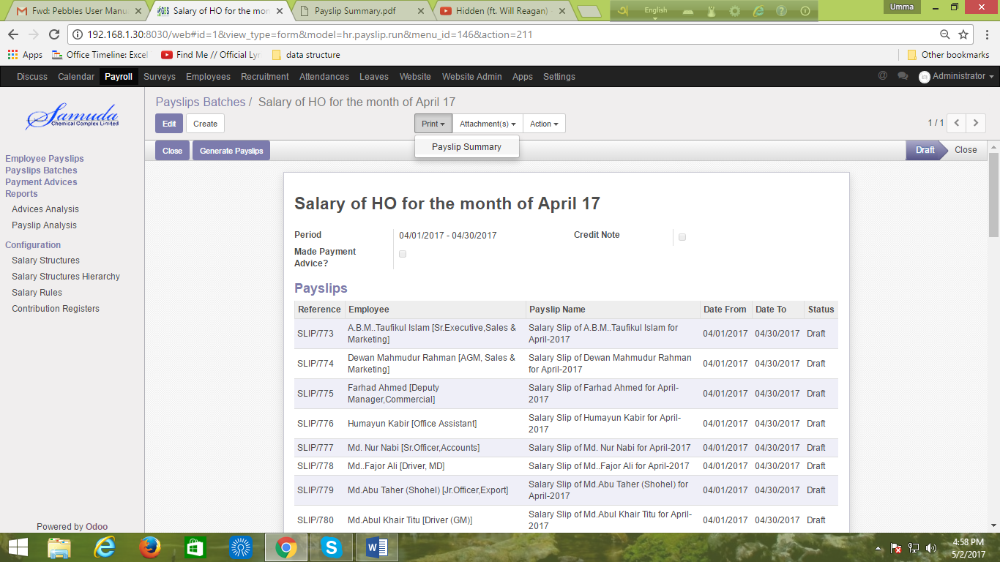 Fwd: Pebbles User Manu
Salary of HO for the mon
Payslip Summary.pdf
Hidden (ft. Will Reagan)
English
Umma
192.168.1.30:8030/web#id=1&view_type=form&model=hr.payslip.run&menu_id=146&action=211
Apps
Office Timeline: Excel
Find Me // Official Lyr
data structure
Other bookmarks
Discuss Calendar Payroll Surveys Employees Recruitment Attendances Leaves Website Website Admin Apps Settings
@ Administrator
Samuda
Chemical Complex Limited
Payslips Batches / Salary of HO for the month of April 17
Edit Create Print Attachment(s) Action 1 / 1
Payslip Summary
Close Generate Payslips Draft Close
Employee Payslips
Payslips Batches
Payment Advices
Reports
Advices Analysis
Payslip Analysis
Configuration
Salary Structures
Salary Structures Hierarchy
Salary Rules
Contribution Registers
Powered by Odoo
Salary of HO for the month of April 17
Period 04/01/2017 - 04/30/2017 Credit Note
Made Payment
Advice?
Payslips
Reference Employee Payslip Name Date From Date To Status
SLIP/773 A.B.M..Taufikul Islam [Sr.Executive,Sales & Marketing] Salary Slip of A.B.M..Taufikul Islam for April-2017 04/01/2017 04/30/2017 Draft
SLIP/774 Dewan Mahmudur Rahman [AGM, Sales & Marketing] Salary Slip of Dewan Mahmudur Rahman for April-2017 04/01/2017 04/30/2017 Draft
SLIP/775 Farhad Ahmed [Deputy Manager,Commercial] Salary Slip of Farhad Ahmed for April-2017 04/01/2017 04/30/2017 Draft
SLIP/776 Humayun Kabir [Office Assistant] Salary Slip of Humayun Kabir for April-2017 04/01/2017 04/30/2017 Draft
SLIP/777 Md. Nur Nabi [Sr.Officer,Accounts] Salary Slip of Md. Nur Nabi for April-2017 04/01/2017 04/30/2017 Draft
SLIP/778 Md..Fajor Ali [Driver, MD] Salary Slip of Md..Fajor Ali for April-2017 04/01/2017 04/30/2017 Draft
SLIP/779 Md.Abu Taher (Shohel) [Jr.Officer,Export] Salary Slip of Md.Abu Taher (Shohel) for April-2017 04/01/2017 04/30/2017 Draft
SLIP/780 Md.Abul Khair Titu [Driver (GM)] Salary Slip of Md.Abul Khair Titu for April-2017 04/01/2017 04/30/2017 Draft
4:58 PM
5/2/2017